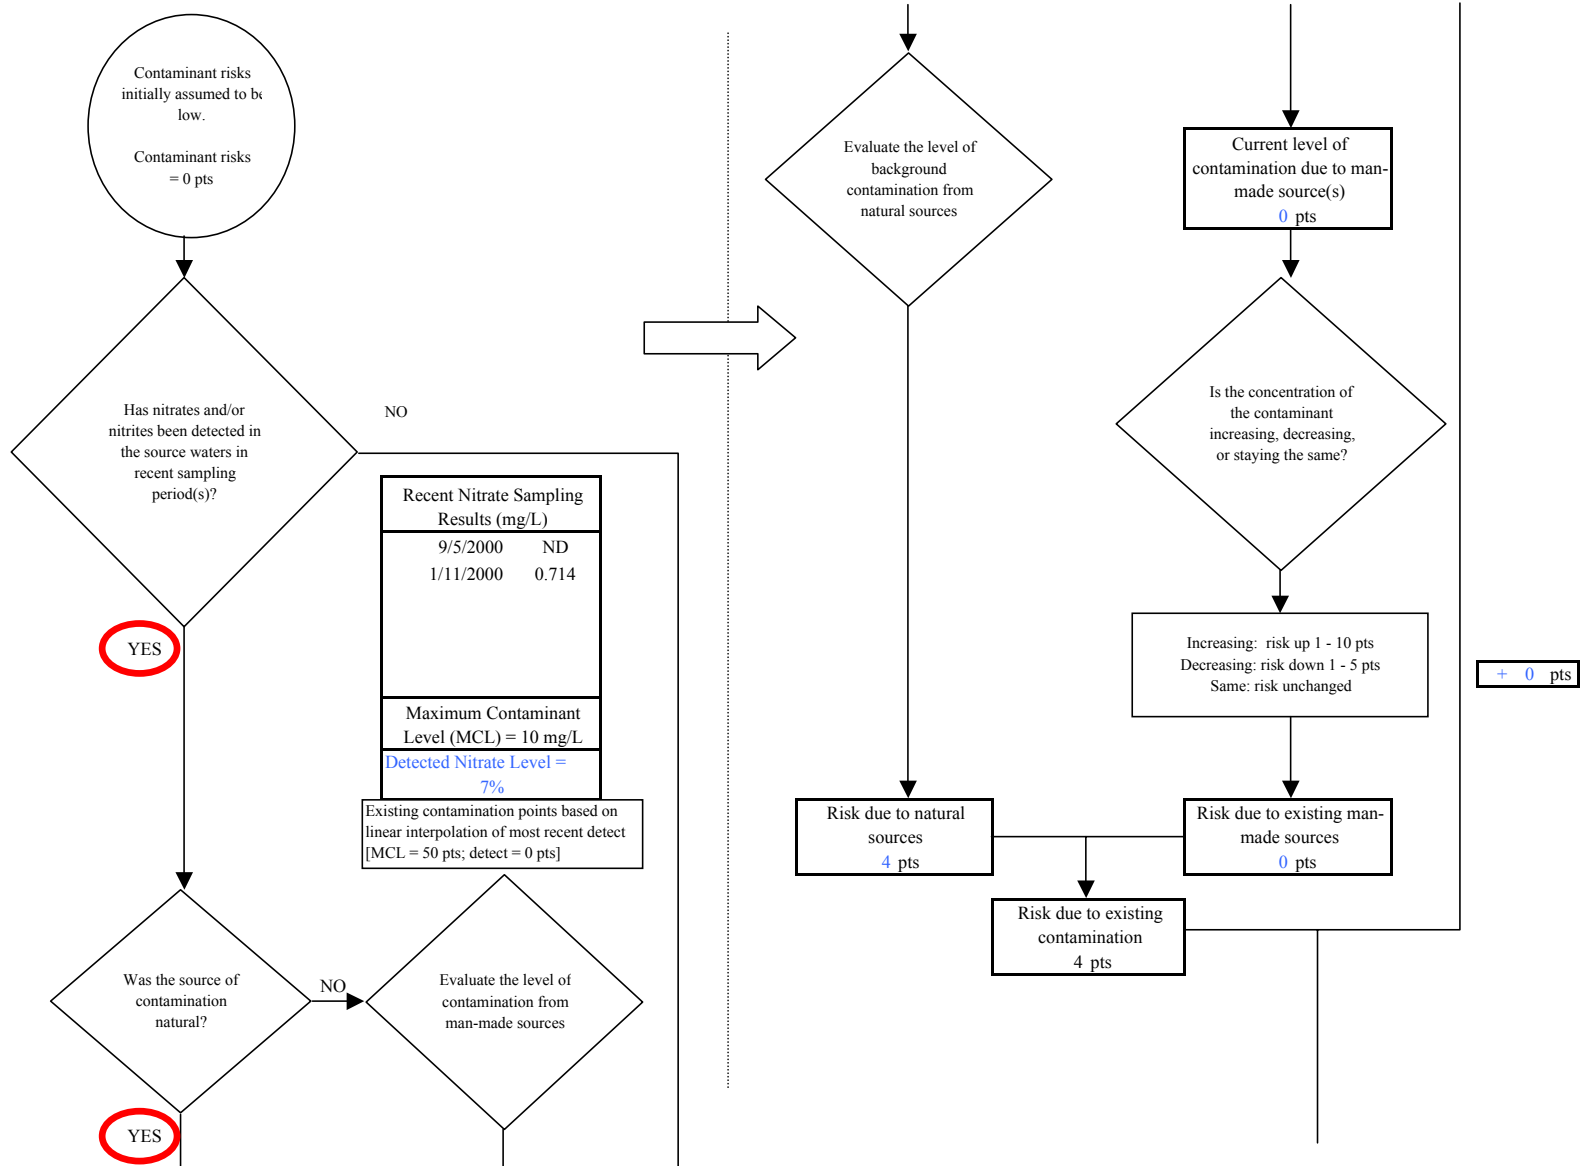 Contaminant risks
initially assumed to be
low.
Contaminant risks
= 0 pts
Has nitrates and/or
nitrites been detected in
the source waters in
recent sampling
period(s)?
NO
YES
Recent Nitrate Sampling
Results (mg/L)
9/5/2000 ND
1/11/2000 0.714
Maximum Contaminant
Level (MCL) = 10 mg/L
Detected Nitrate Level =
7%
Existing contamination points based on
linear interpolation of most recent detect
[MCL = 50 pts; detect = 0 pts]
Was the source of
contamination
natural?
NO
YES
Evaluate the level of
contamination from
man-made sources
Evaluate the level of
background
contamination from
natural sources
Current level of
contamination due to man-
made source(s)
0 pts
Is the concentration of
the contaminant
increasing, decreasing,
or staying the same?
Increasing: risk up 1 - 10 pts
Decreasing: risk down 1 - 5 pts
Same: risk unchanged
+ 0 pts
Risk due to natural
sources
4 pts
Risk due to existing man-
made sources
0 pts
Risk due to existing
contamination
4 pts